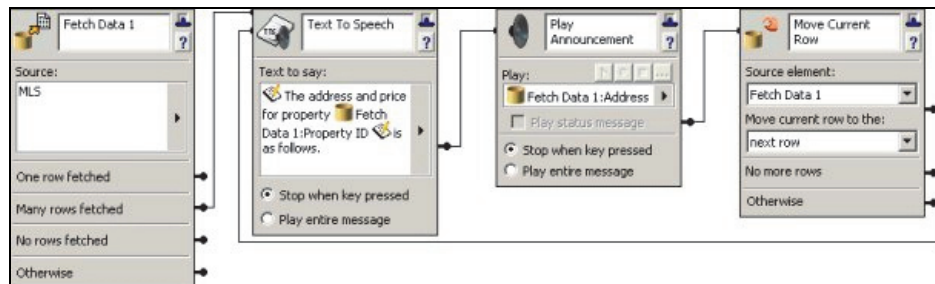 Fetch Data 1
?
Source:
MLS
One row fetched
Many rows fetched
No rows fetched
Otherwise
TTS
Text To Speech
?
Text to say:
The address and price
for property Fetch
Data 1:Property ID is
as follows.
Stop when key pressed
Play entire message
Play
Announcement
?
Play:
...
Fetch Data 1:Address
Play status message
Stop when key pressed
Play entire message
Move Current
Row
?
Source element:
Fetch Data 1
Move current row to the:
next row
No more rows
Otherwise